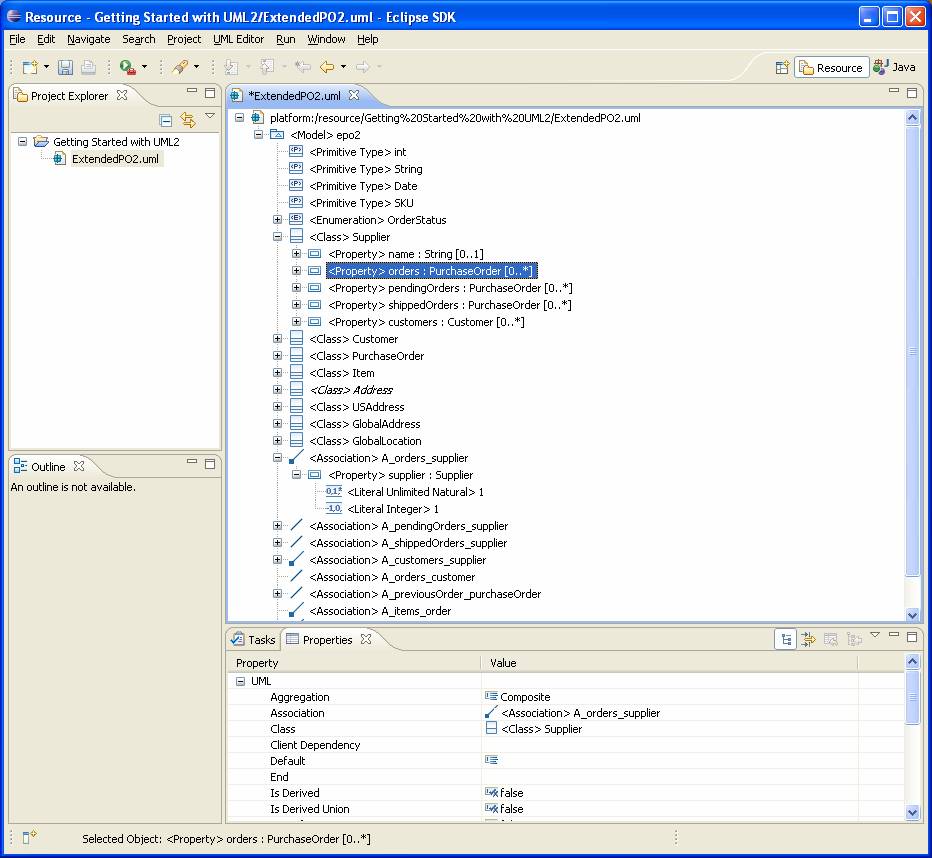 Resource - Getting Started with UML2/ExtendedPO2.uml - Eclipse SDK
File Edit Navigate Search Project UML Editor Run Window Help
Resource Java
Project Explorer
Getting Started with UML2
ExtendedPO2.uml
*ExtendedPO2.uml
platform:/resource/Getting%20Started%20with%20UML2/ExtendedPO2.uml
<Model> epo2
<Primitive Type> int
<Primitive Type> String
<Primitive Type> Date
<Primitive Type> SKU
<Enumeration> OrderStatus
<Class> Supplier
<Property> name : String [0..1]
<Property> orders : PurchaseOrder [0..*]
<Property> pendingOrders : PurchaseOrder [0..*]
<Property> shippedOrders : PurchaseOrder [0..*]
<Property> customers : Customer [0..*]
<Class> Customer
<Class> PurchaseOrder
<Class> Item
<Class> Address
<Class> USAddress
<Class> GlobalAddress
<Class> GlobalLocation
<Association> A_orders_supplier
<Property> supplier : Supplier
<Literal Unlimited Natural> 1
<Literal Integer> 1
<Association> A_pendingOrders_supplier
<Association> A_shippedOrders_supplier
<Association> A_customers_supplier
<Association> A_orders_customer
<Association> A_previousOrder_purchaseOrder
<Association> A_items_order
Outline
An outline is not available.
Tasks Properties
Property Value
UML
Aggregation Composite
Association <Association> A_orders_supplier
Class <Class> Supplier
Client Dependency
Default
End
Is Derived false
Is Derived Union false
Selected Object: <Property> orders : PurchaseOrder [0..*]